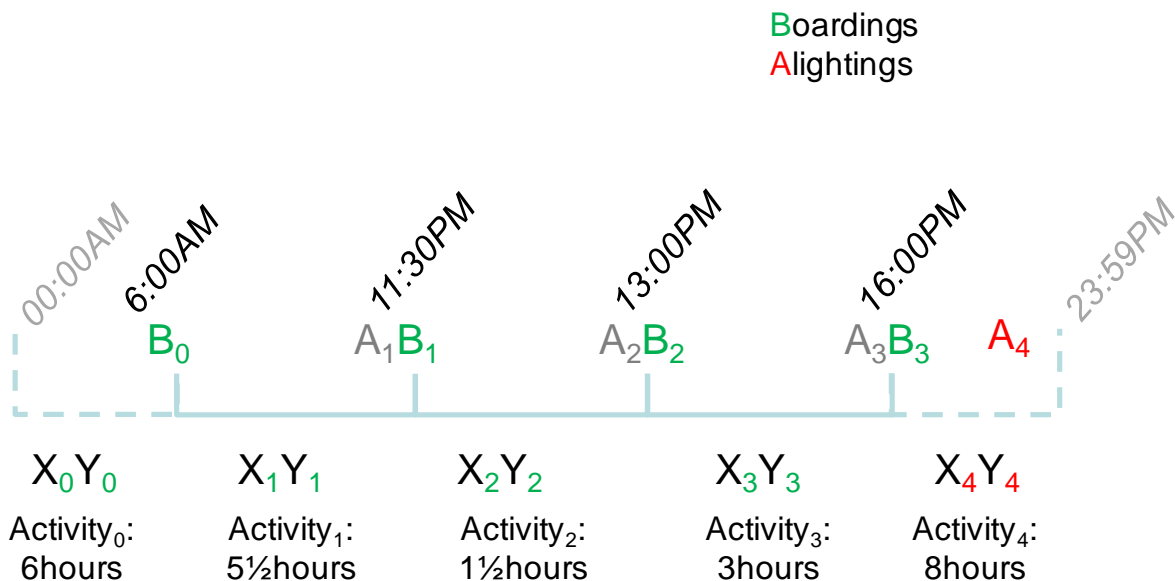 Boardings
Alightings
00:00AM 6:00AM 11:30PM 13:00PM 16:00PM 23:59PM
B₀ A₁B₁ A₂B₂ A₃B₃ A₄
X₀Y₀ X₁Y₁ X₂Y₂ X₃Y₃ X₄Y₄
Activity₀: Activity₁: Activity₂: Activity₃: Activity₄:
6hours 5½hours 1½hours 3hours 8hours